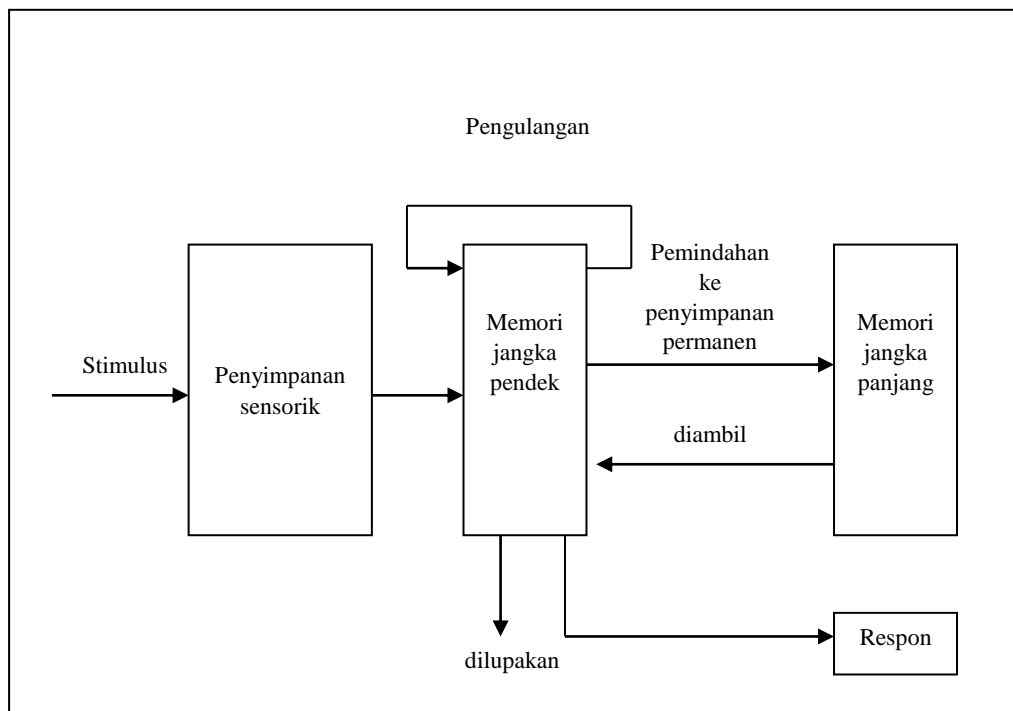 Pengulangan
Stimulus
Penyimpanan
sensorik
Memori
jangka
pendek
Pemindahan
ke
penyimpanan
permanen
Memori
jangka
panjang
diambil
dilupakan
Respon